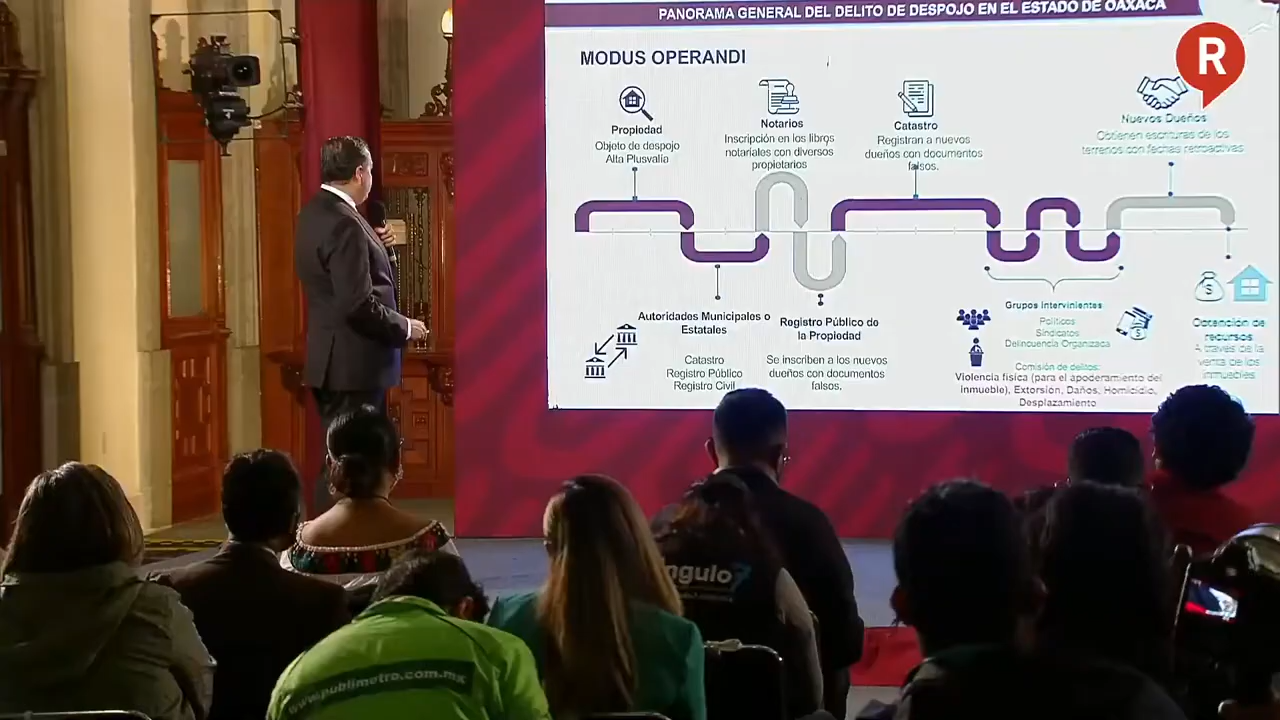 PANORAMA GENERAL DEL DELITO DE DESPOJO EN EL ESTADO DE OAXACA
MODUS OPERANDI
R
Propiedad
Objeto de despojo
Alta Plusvalía
Notarios
Inscripción en los libros
notariales con diversos
propietarios
Catastro
Registran a nuevos
dueños con documentos
falsos.
Nuevos Dueños
Obtienen escrituras de los
terrenos con fechas retroactivas
Autoridades Municipales o
Estatales
Catastro
Registro Público
Registro Civil
Registro Público de
la Propiedad
Se inscriben a los nuevos
dueños con documentos
falsos.
Grupos Intervinientes
Políticos
Sindicatos
Delincuencia Organizada
Comisión de delitos:
Violencia física (para el apoderamiento del
inmueble), Extorsión, Daños, Homicidio,
Desplazamiento
$
Obtención de
recursos
A través de la
venta de los
inmuebles
ngulo7
www.publimetro.com.mx